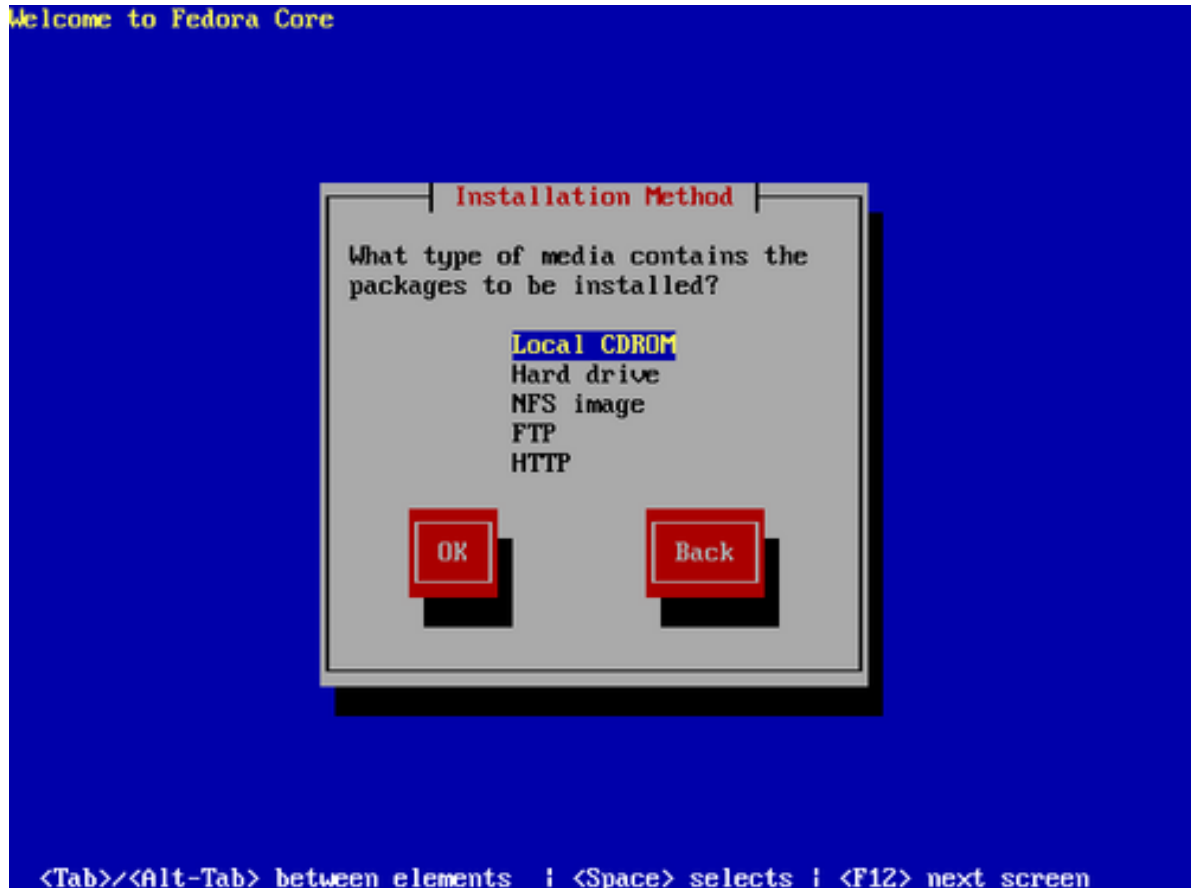 Welcome to Fedora Core
Installation Method
What type of media contains the
packages to be installed?
Local CDROM
Hard drive
NFS image
FTP
HTTP
OK Back
<Tab>/<Alt-Tab> between elements | <Space> selects | <F12> next screen